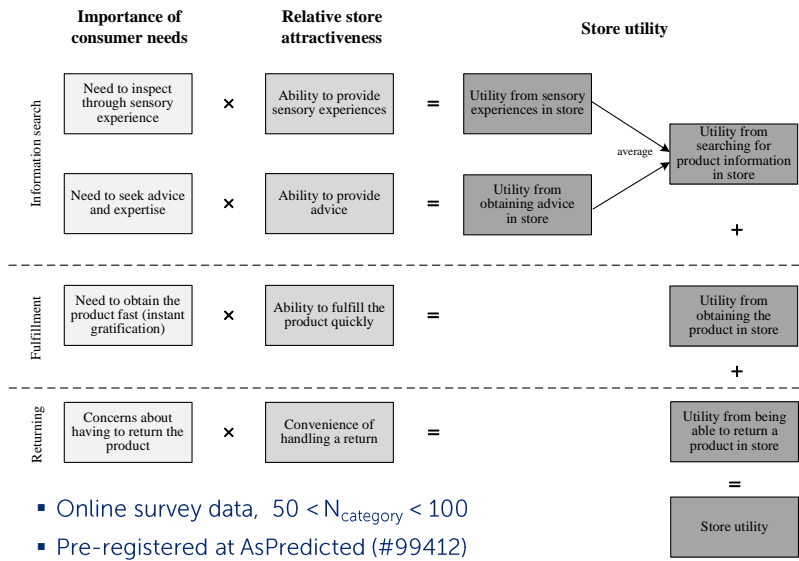 Importance of
consumer needs
Relative store
attractiveness
Store utility
Information search
Need to inspect
through sensory
experience
×
Ability to provide
sensory experiences
=
Utility from sensory
experiences in store
average
Utility from
searching for
product information
in store
Need to seek advice
and expertise
×
Ability to provide
advice
=
Utility from
obtaining advice
in store
+
Fulfillment
Need to obtain the
product fast (instant
gratification)
×
Ability to fulfill the
product quickly
=
Utility from
obtaining the
product in store
+
Returning
Concerns about
having to return the
product
×
Convenience of
handling a return
=
Utility from being
able to return a
product in store
=
Store utility
▪ Online survey data, 50 < Ncategory < 100
▪ Pre-registered at AsPredicted (#99412)